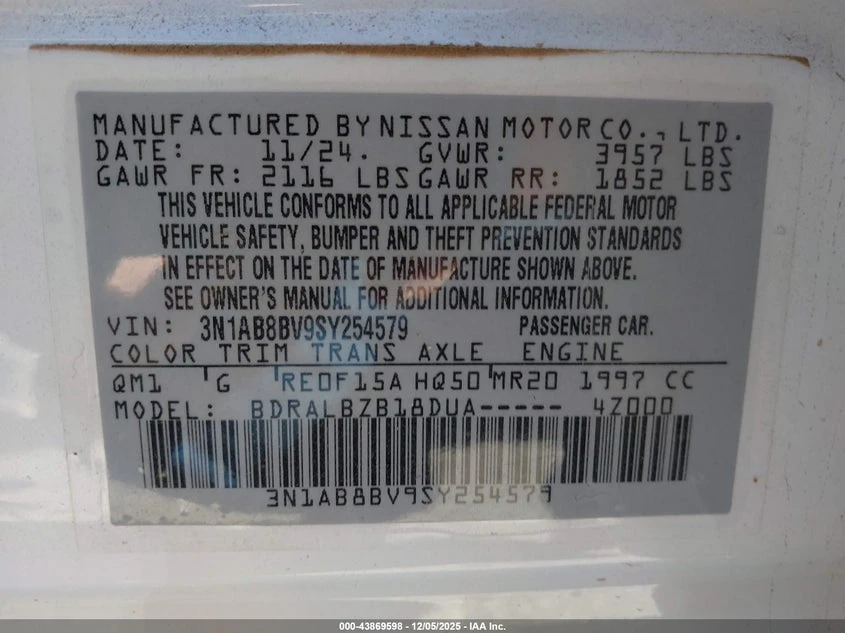 MANUFACTURED BY NISSAN MOTOR CO., LTD.
DATE: 11/24. GVWR: 3957 LBS
GAWR FR: 2116 LBS GAWR RR: 1852 LBS
THIS VEHICLE CONFORMS TO ALL APPLICABLE FEDERAL MOTOR
VEHICLE SAFETY, BUMPER AND THEFT PREVENTION STANDARDS
IN EFFECT ON THE DATE OF MANUFACTURE SHOWN ABOVE.
SEE OWNER'S MANUAL FOR ADDITIONAL INFORMATION.
VIN: 3N1AB8BV9SY254579 PASSENGER CAR.
COLOR TRIM TRANS AXLE ENGINE
QM1 G RE0F15A HQ50 MR20 1997 CC
MODEL: BDRALBZB18DUA----- 4Z000
3N1AB8BV9SY254579
000-43869598 - 12/05/2025 - IAA Inc.